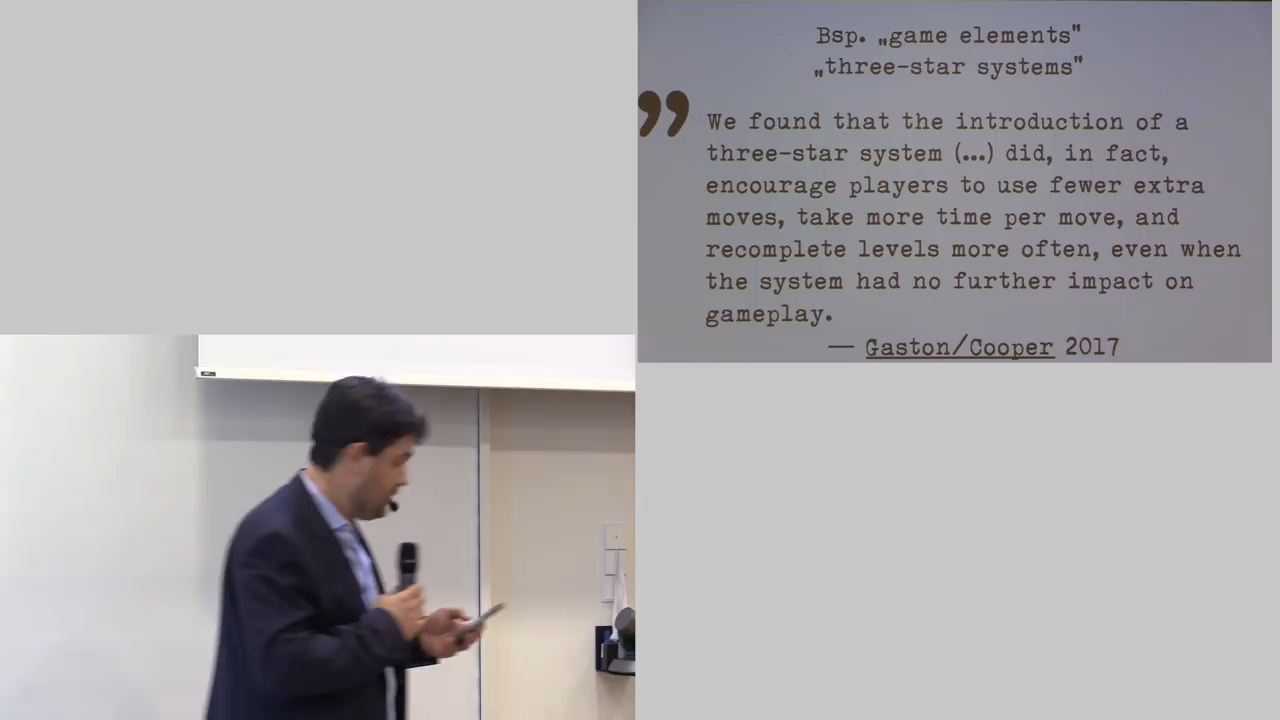 Bsp. „game elements"
„three-star systems"
”
We found that the introduction of a
three-star system (...) did, in fact,
encourage players to use fewer extra
moves, take more time per move, and
recomplete levels more often, even when
the system had no further impact on
gameplay.
— Gaston/Cooper 2017